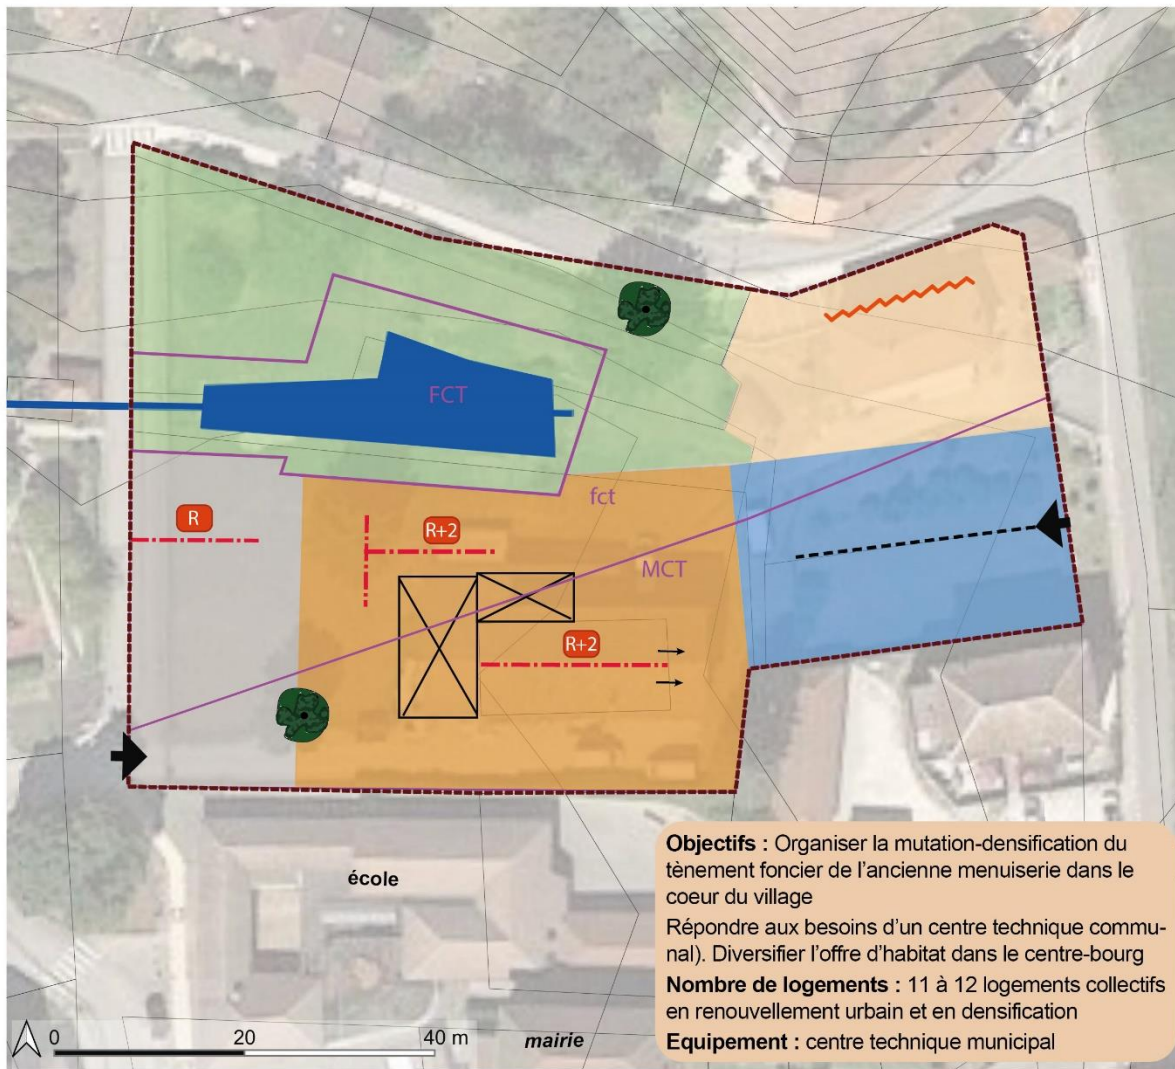 FCT
fct
R
R+2
MCT
R+2
école
Objectifs : Organiser la mutation-densification du
tènement foncier de l'ancienne menuiserie dans le
coeur du village
Répondre aux besoins d'un centre technique commu-
nal). Diversifier l'offre d'habitat dans le centre-bourg
Nombre de logements : 11 à 12 logements collectifs
en renouvellement urbain et en densification
Equipement : centre technique municipal
0 20 40 m
mairie